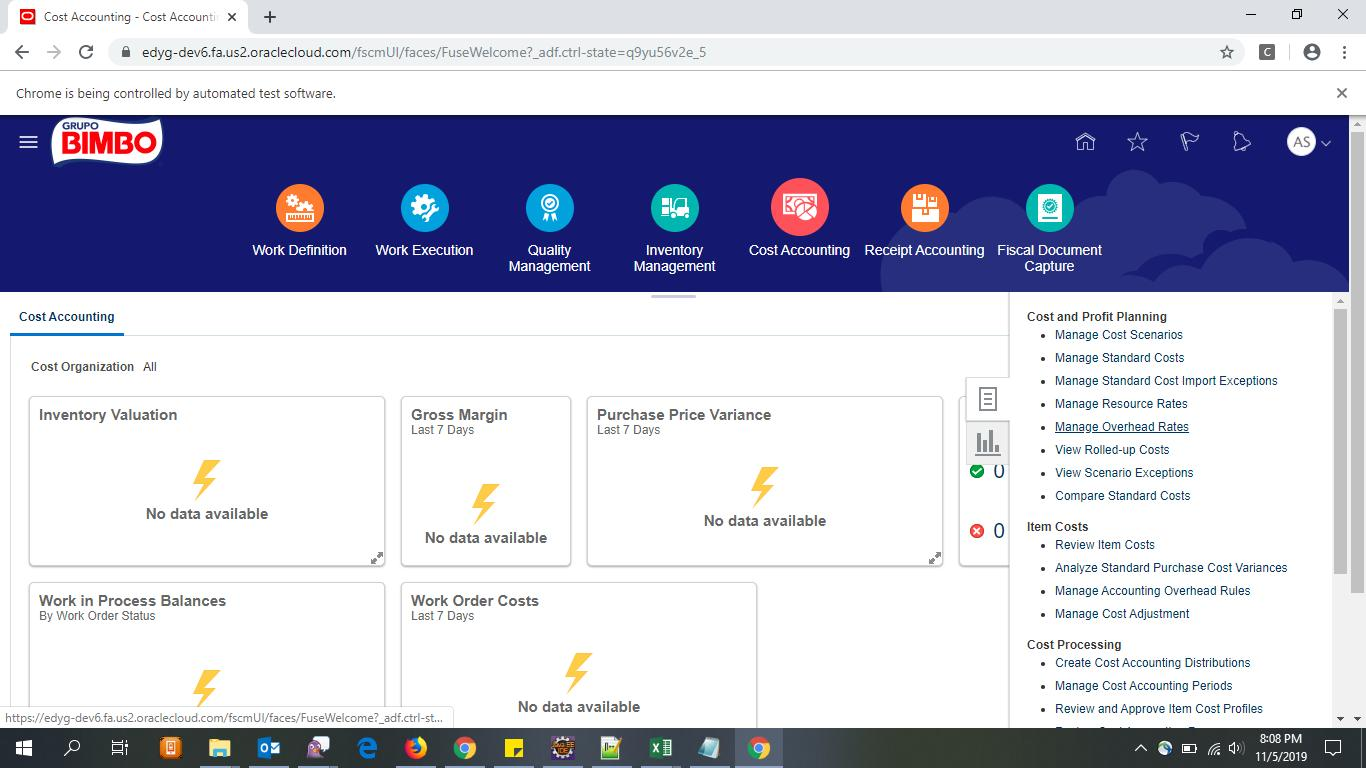 Cost Accounting - Cost Accounti
edyg-dev6.fa.us2.oraclecloud.com/fscmUI/faces/FuseWelcome?_adf.ctrl-state=q9yu56v2e_5
C
Chrome is being controlled by automated test software.
GRUPO
BIMBO
AS
Work Definition
Work Execution
Quality
Management
Inventory
Management
Cost Accounting
Receipt Accounting
Fiscal Document
Capture
Cost Accounting
Cost Organization All
Inventory Valuation
No data available
Gross Margin
Last 7 Days
No data available
Purchase Price Variance
Last 7 Days
No data available
0
0
Work in Process Balances
By Work Order Status
Work Order Costs
Last 7 Days
No data available
Cost and Profit Planning
Manage Cost Scenarios
Manage Standard Costs
Manage Standard Cost Import Exceptions
Manage Resource Rates
Manage Overhead Rates
View Rolled-up Costs
View Scenario Exceptions
Compare Standard Costs
Item Costs
Review Item Costs
Analyze Standard Purchase Cost Variances
Manage Accounting Overhead Rules
Manage Cost Adjustment
Cost Processing
Create Cost Accounting Distributions
Manage Cost Accounting Periods
Review and Approve Item Cost Profiles
https://edyg-dev6.fa.us2.oraclecloud.com/fscmUI/faces/FuseWelcome?_adf.ctrl-st...
8:08 PM
11/5/2019